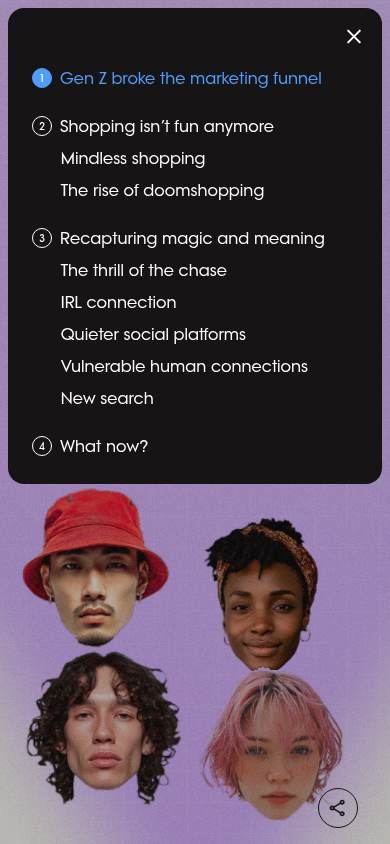 1 Gen Z broke the marketing funnel
2 Shopping isn't fun anymore
Mindless shopping
The rise of doomshopping
3 Recapturing magic and meaning
The thrill of the chase
IRL connection
Quieter social platforms
Vulnerable human connections
New search
4 What now?